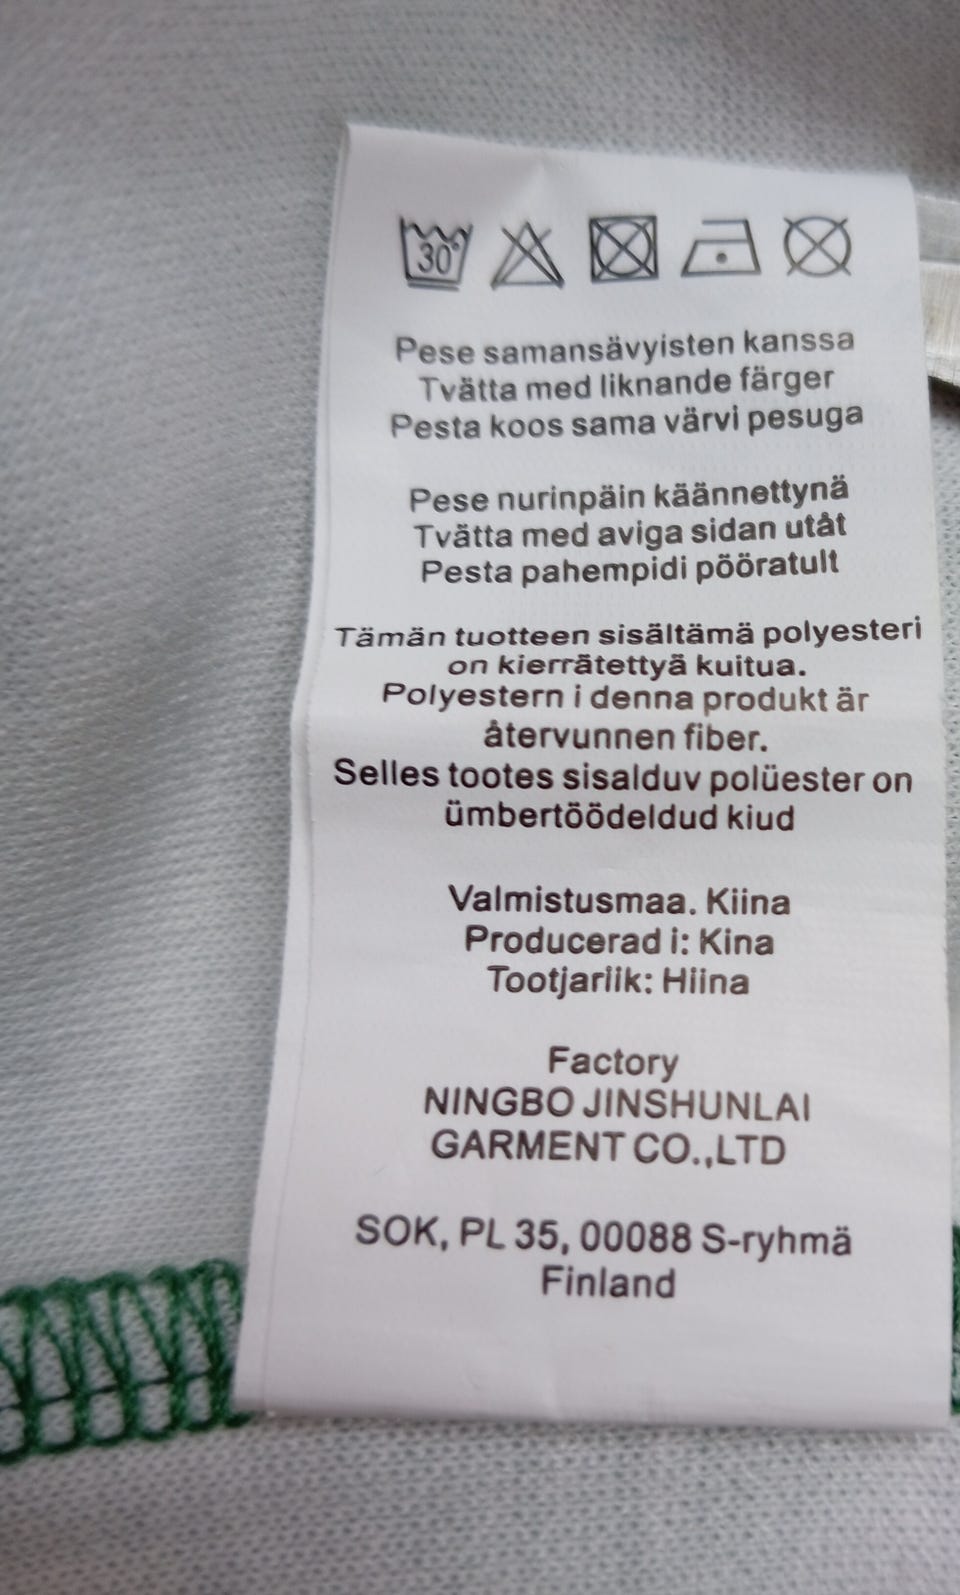 30°
Pese samansävyisten kanssa
Tvätta med liknande färger
Pesta koos sama värvi pesuga
Pese nurinpäin käännettynä
Tvätta med aviga sidan utåt
Pesta pahempidi pööratult
Tämän tuotteen sisältämä polyesteri
on kierrätettyä kuitua.
Polyestern i denna produkt är
återvunnen fiber.
Selles tootes sisalduv polüester on
ümbertöödeldud kiud
Valmistusmaa. Kiina
Producerad i: Kina
Tootjariik: Hiina
Factory
NINGBO JINSHUNLAI
GARMENT CO.,LTD
SOK, PL 35, 00088 S-ryhmä
Finland